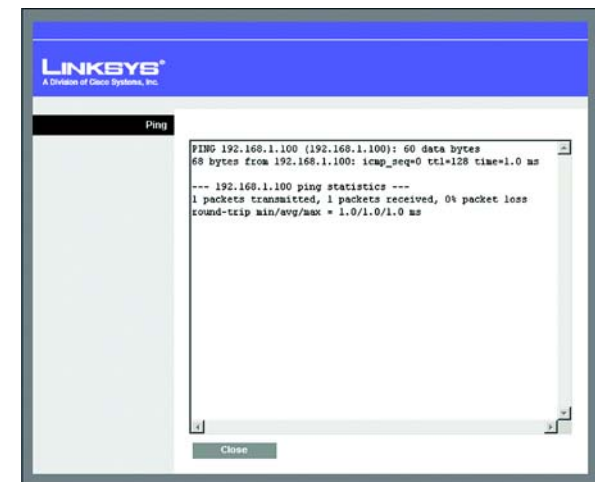 LINKSYS®
A Division of Cisco Systems, Inc.
Ping
PING 192.168.1.100 (192.168.1.100): 60 data bytes
68 bytes from 192.168.1.100: icmp_seq=0 ttl=128 time=1.0 ms
--- 192.168.1.100 ping statistics ---
1 packets transmitted, 1 packets received, 0% packet loss
round-trip min/avg/max = 1.0/1.0/1.0 ms
Close